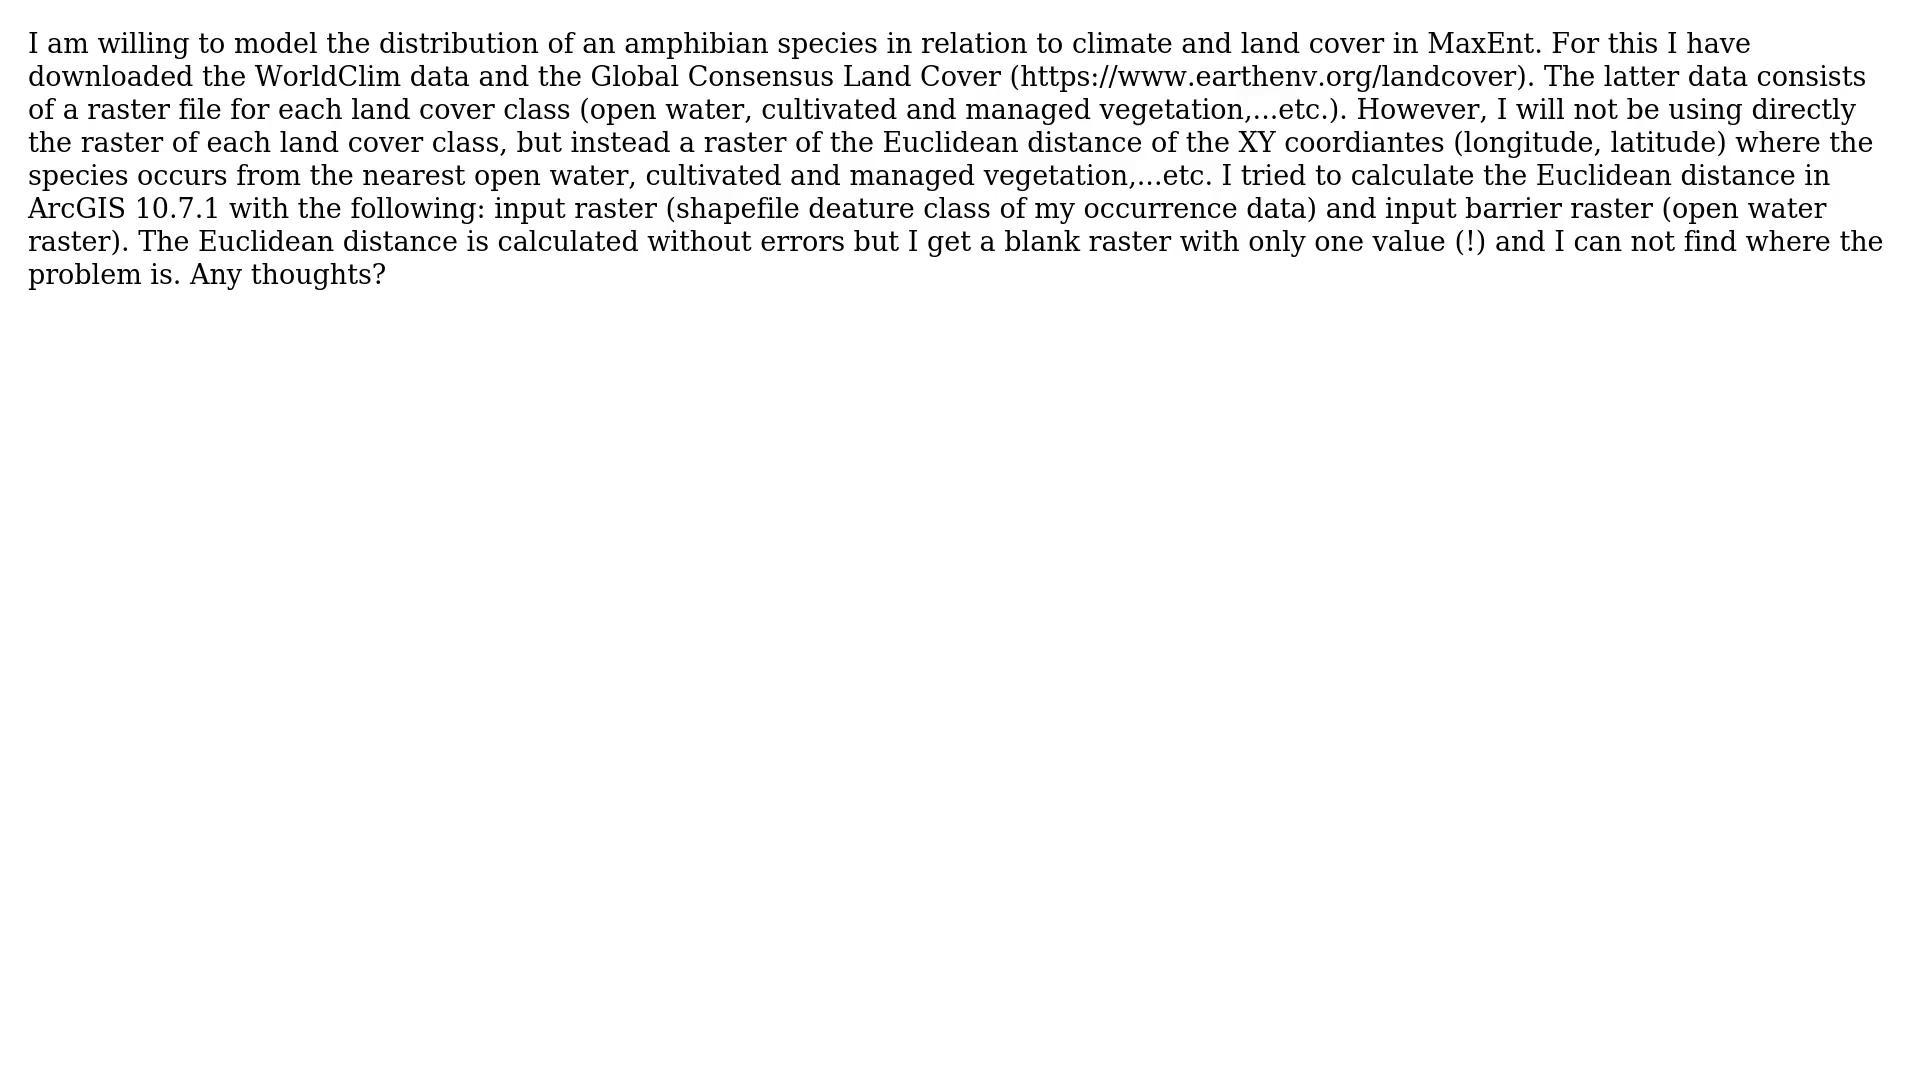 I am willing to model the distribution of an amphibian species in relation to climate and land cover in MaxEnt. For this I have
downloaded the WorldClim data and the Global Consensus Land Cover (https://www.earthenv.org/landcover). The latter data consists
of a raster file for each land cover class (open water, cultivated and managed vegetation,...etc.). However, I will not be using directly
the raster of each land cover class, but instead a raster of the Euclidean distance of the XY coordiantes (longitude, latitude) where the
species occurs from the nearest open water, cultivated and managed vegetation,...etc. I tried to calculate the Euclidean distance in
ArcGIS 10.7.1 with the following: input raster (shapefile deature class of my occurrence data) and input barrier raster (open water
raster). The Euclidean distance is calculated without errors but I get a blank raster with only one value (!) and I can not find where the
problem is. Any thoughts?